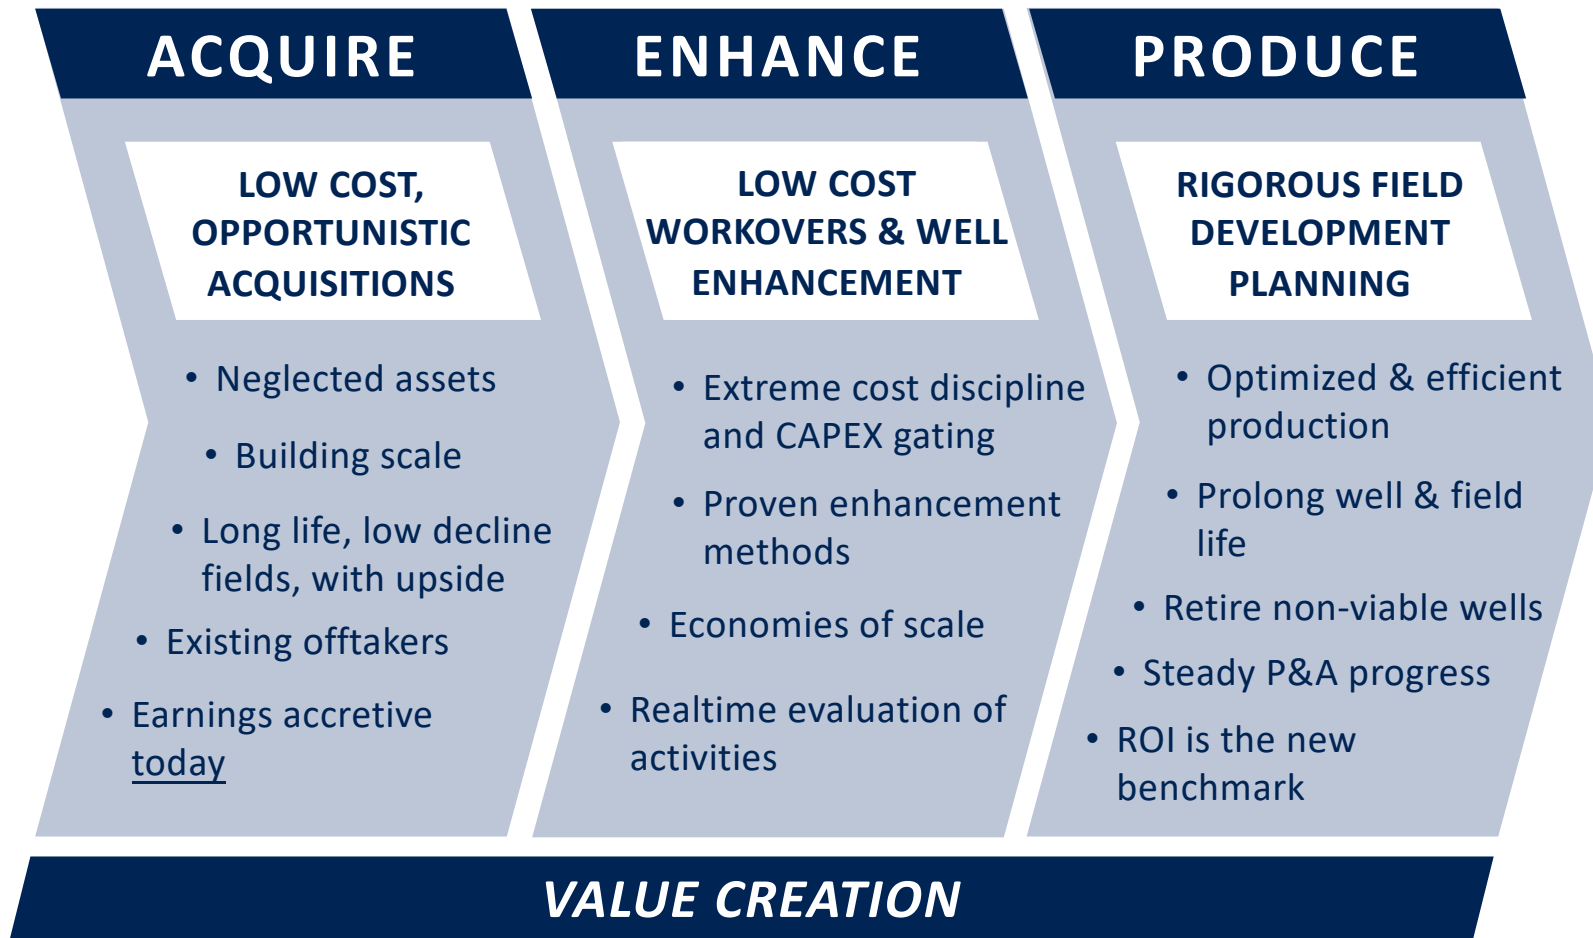 ACQUIRE
LOW COST,
OPPORTUNISTIC
ACQUISITIONS
• Neglected assets
• Building scale
• Long life, low decline
fields, with upside
• Existing offtakers
• Earnings accretive
today
ENHANCE
LOW COST
WORKOVERS & WELL
ENHANCEMENT
• Extreme cost discipline
and CAPEX gating
• Proven enhancement
methods
• Economies of scale
• Realtime evaluation of
activities
PRODUCE
RIGOROUS FIELD
DEVELOPMENT
PLANNING
• Optimized & efficient
production
• Prolong well & field
life
• Retire non-viable wells
• Steady P&A progress
• ROI is the new
benchmark
VALUE CREATION